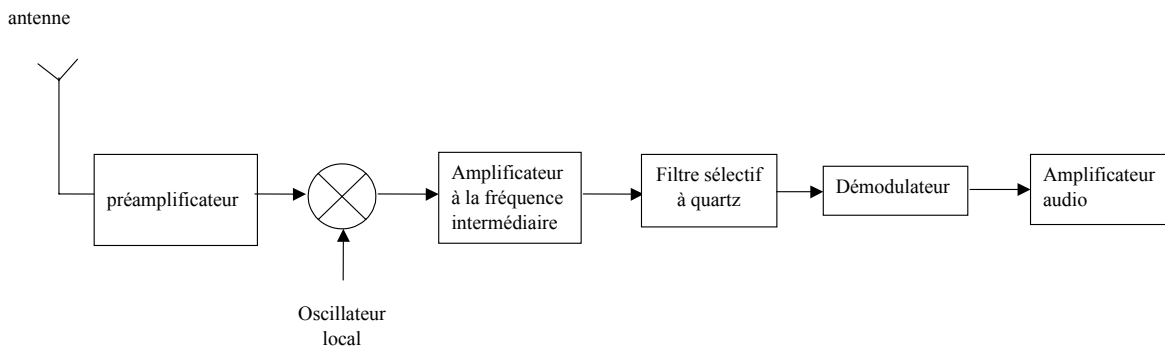 antenne
préamplificateur
Oscillateur
local
Amplificateur
à la fréquence
intermédiaire
Filtre sélectif
à quartz
Démodulateur
Amplificateur
audio